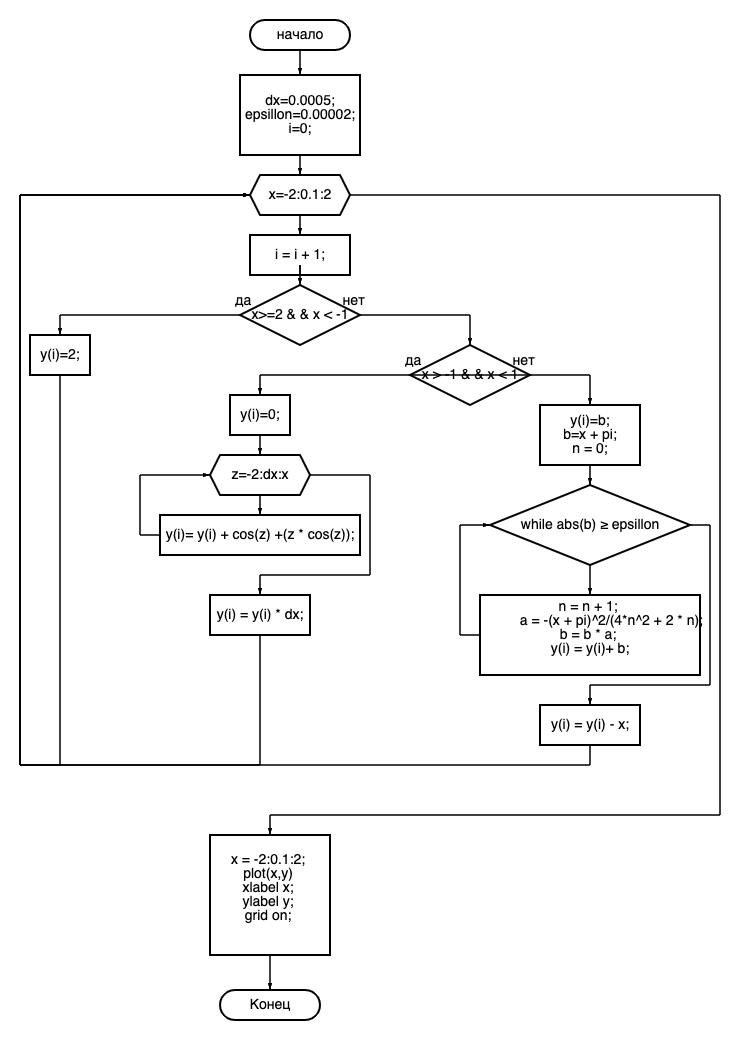 начало
dx=0.0005;
epsillon=0.00002;
i=0;
x=-2:0.1:2
i = i + 1;
да
нет
x>=2 & & x < -1
y(i)=2;
да
нет
x > -1 & & x < 1
y(i)=0;
y(i)=b;
b=x + pi;
n = 0;
z=-2:dx:x
y(i)= y(i) + cos(z) +(z * cos(z));
while abs(b) ≥ epsillon
y(i) = y(i) * dx;
n = n + 1;
a = -(x + pi)^2/(4*n^2 + 2 * n);
b = b * a;
y(i) = y(i)+ b;
y(i) = y(i) - x;
x = -2:0.1:2;
plot(x,y)
xlabel x;
ylabel y;
grid on;
Конец